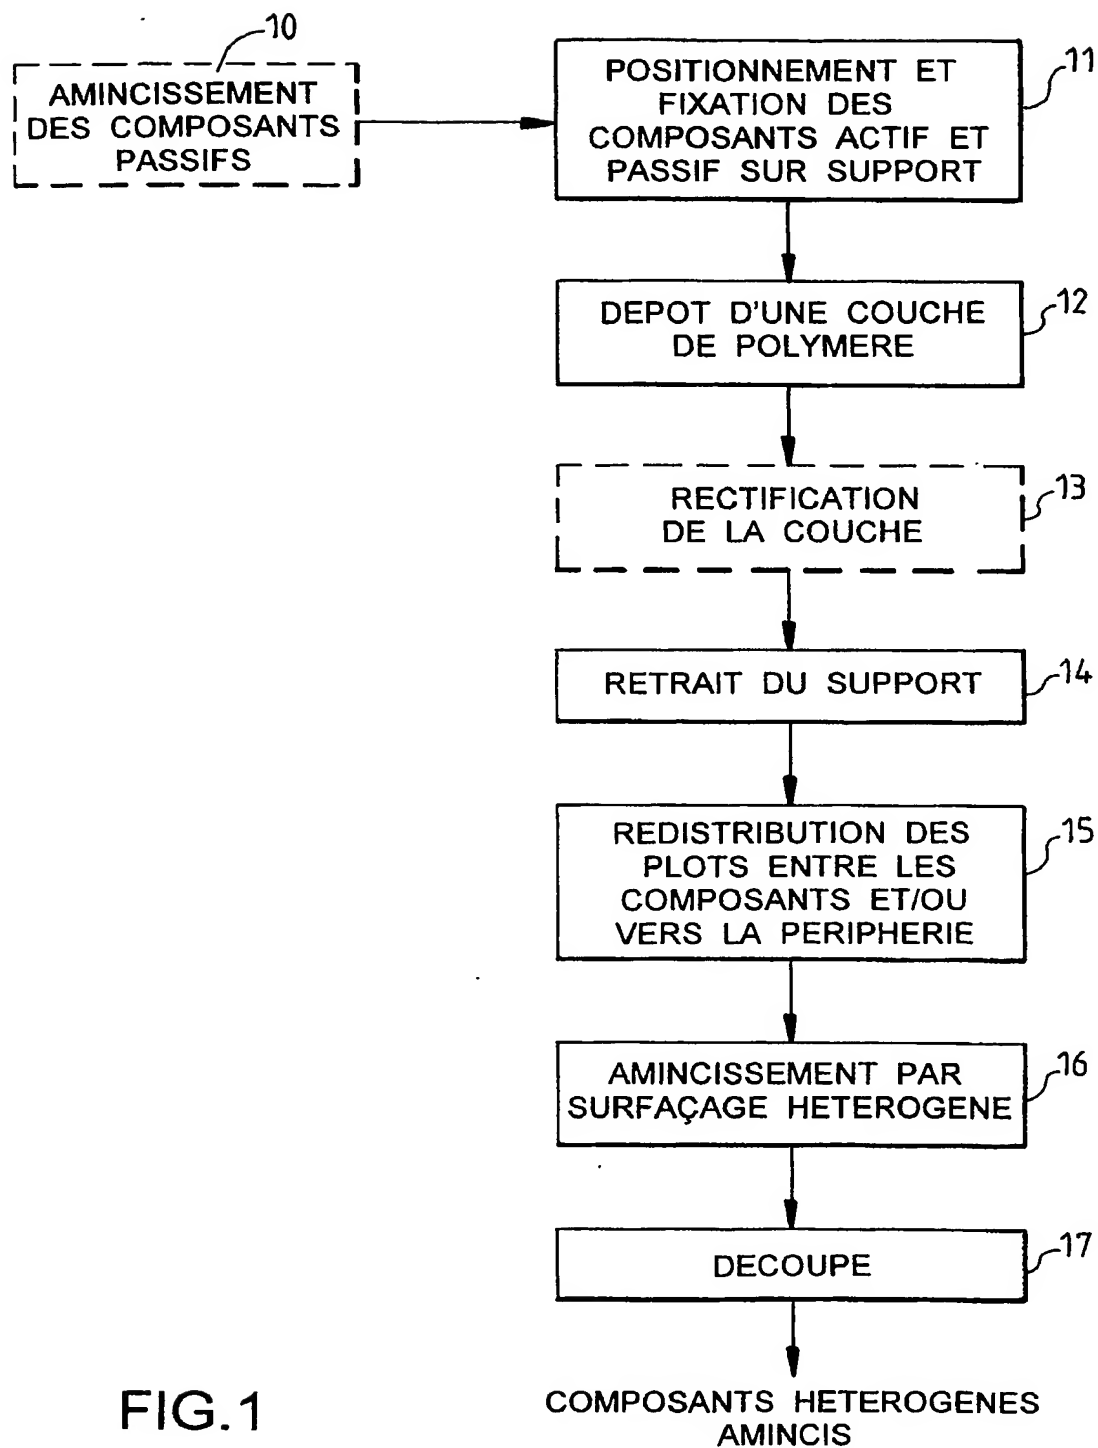 10
AMINCISSEMENT
DES COMPOSANTS
PASSIFS
POSITIONNEMENT ET
FIXATION DES
COMPOSANTS ACTIF ET
PASSIF SUR SUPPORT
11
DEPOT D'UNE COUCHE
DE POLYMERE
12
RECTIFICATION
DE LA COUCHE
13
RETRAIT DU SUPPORT
14
REDISTRIBUTION DES
PLOTS ENTRE LES
COMPOSANTS ET/OU
VERS LA PERIPHERIE
15
AMINCISSEMENT PAR
SURFAÇAGE HETEROGENE
16
DECOUPE
17
COMPOSANTS HETEROGENES
AMINCIS
FIG.1